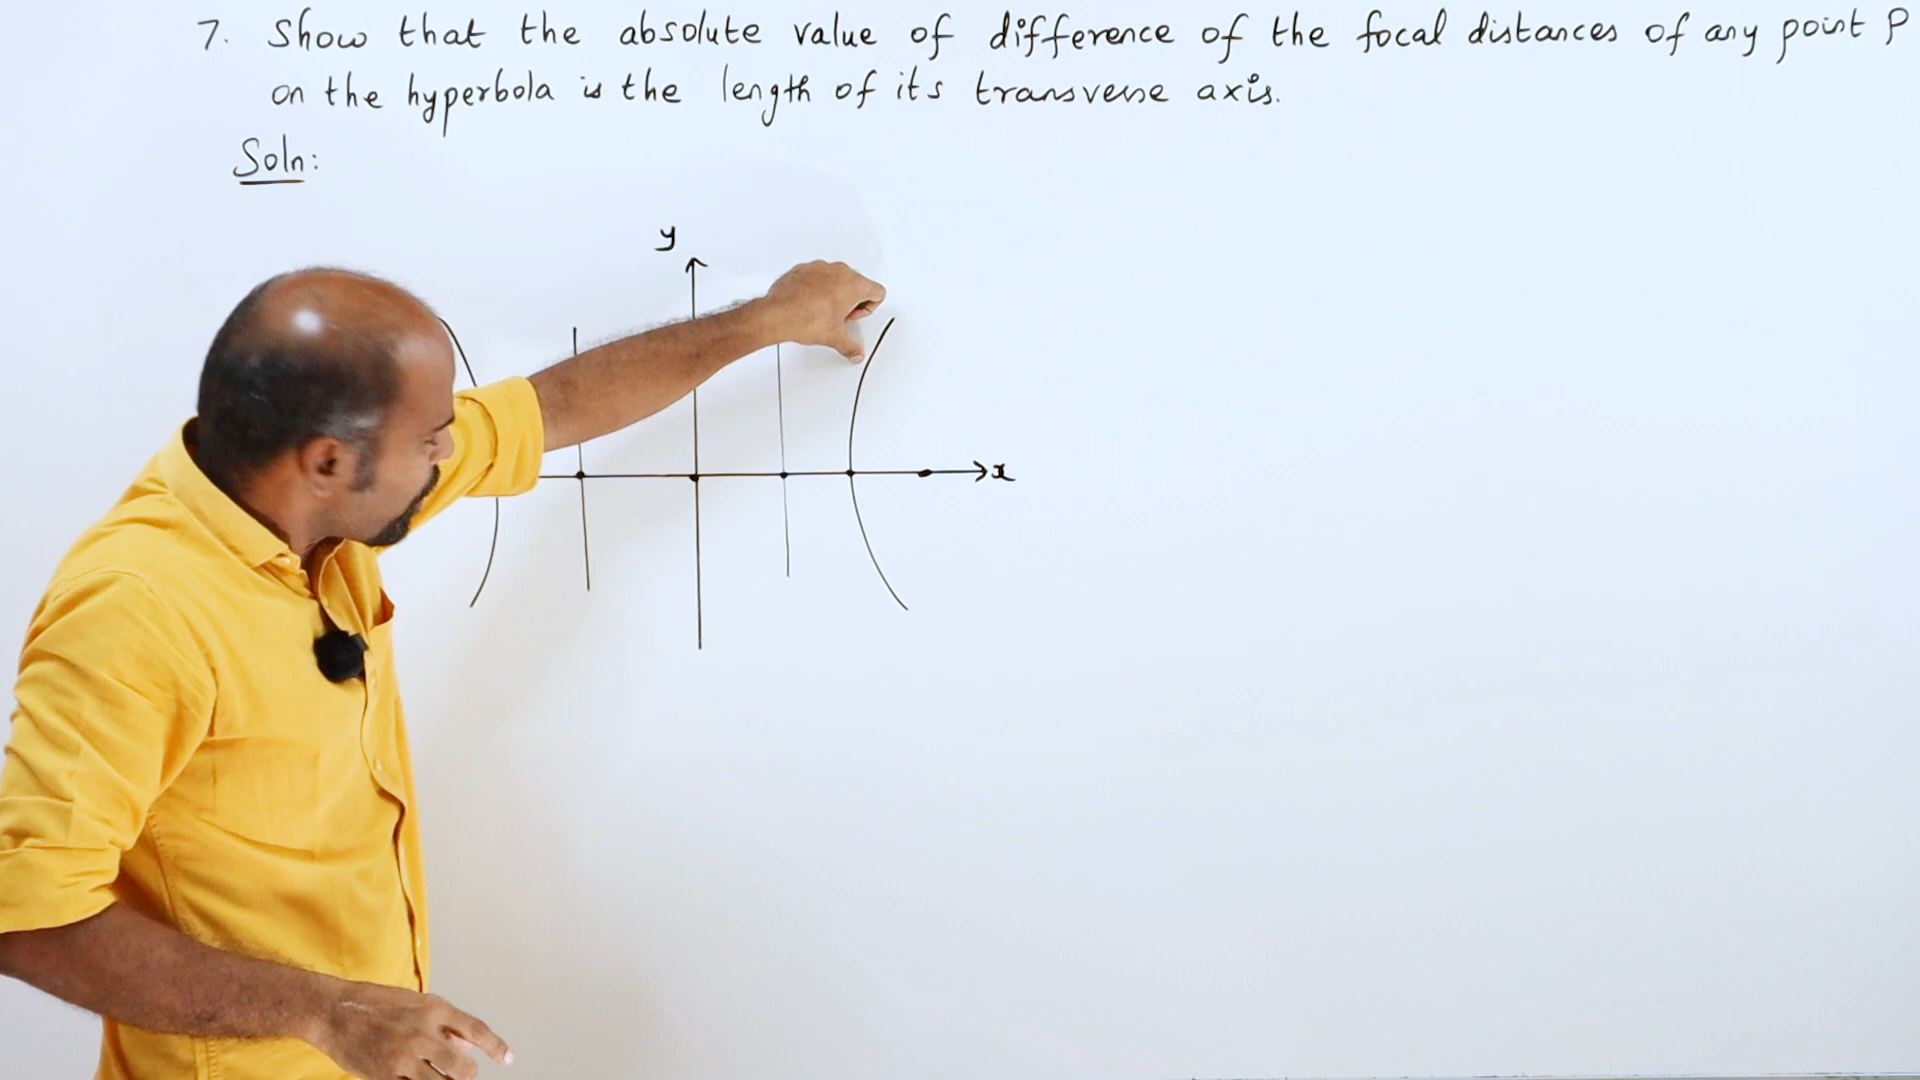 7. Show that the absolute value of difference of the focal distances of any point P
on the hyperbola is the length of its transverse axis.
Soln:
y
x